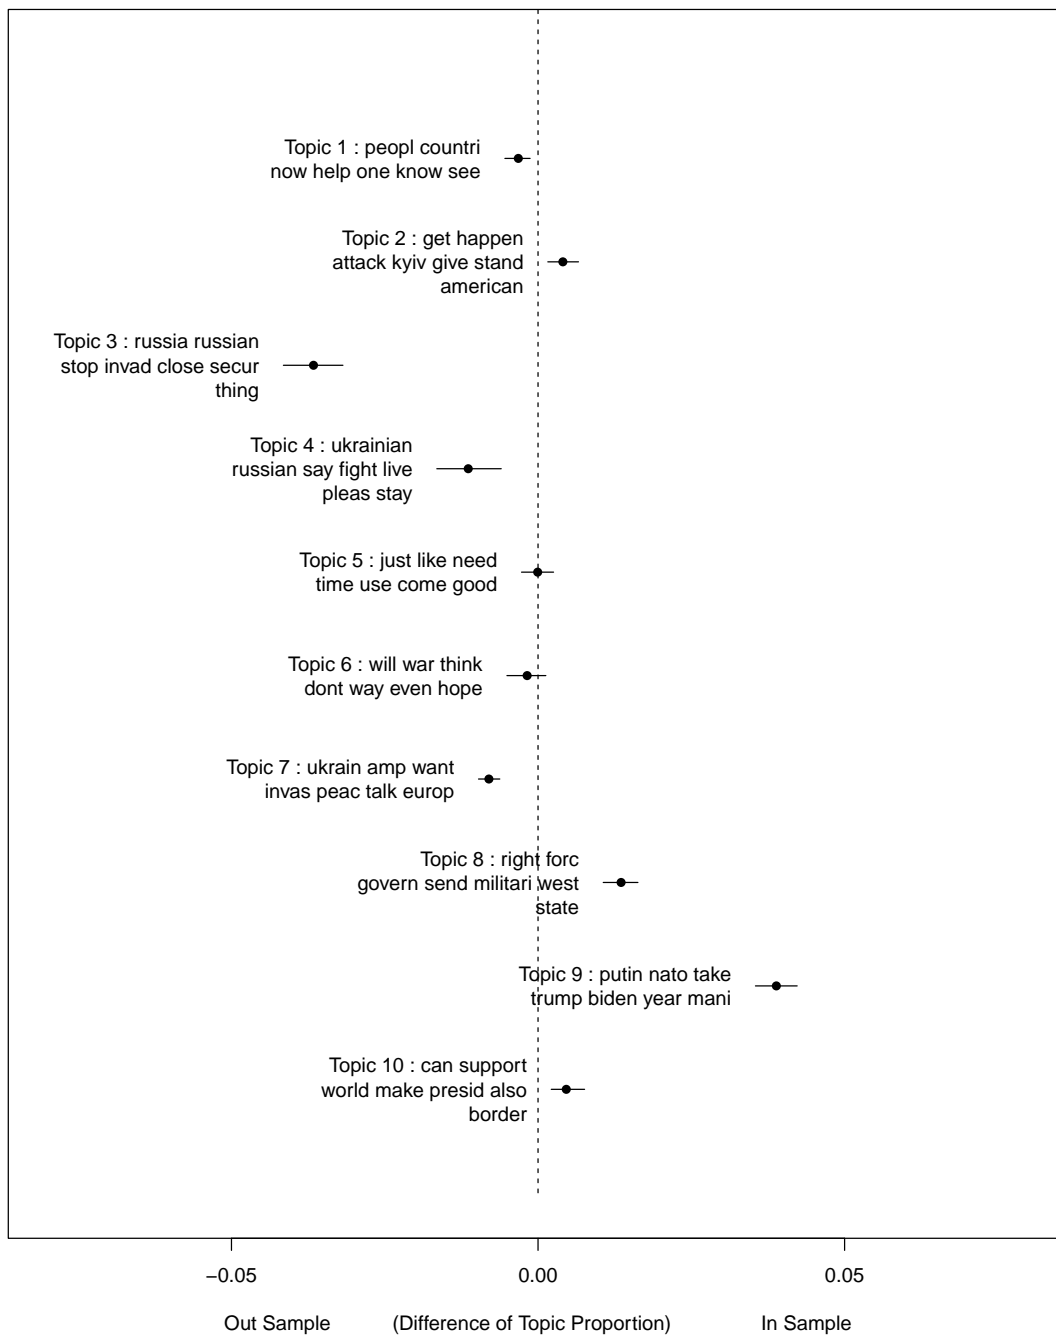 Topic 1 : peopl countri
now help one know see
Topic 2 : get happen
attack kyiv give stand
american
Topic 3 : russia russian
stop invad close secur
thing
Topic 4 : ukrainian
russian say fight live
pleas stay
Topic 5 : just like need
time use come good
Topic 6 : will war think
dont way even hope
Topic 7 : ukrain amp want
invas peac talk europ
Topic 8 : right forc
govern send militari west
state
Topic 9 : putin nato take
trump biden year mani
Topic 10 : can support
world make presid also
border
−0.05 0.00 0.05
Out Sample (Difference of Topic Proportion) In Sample